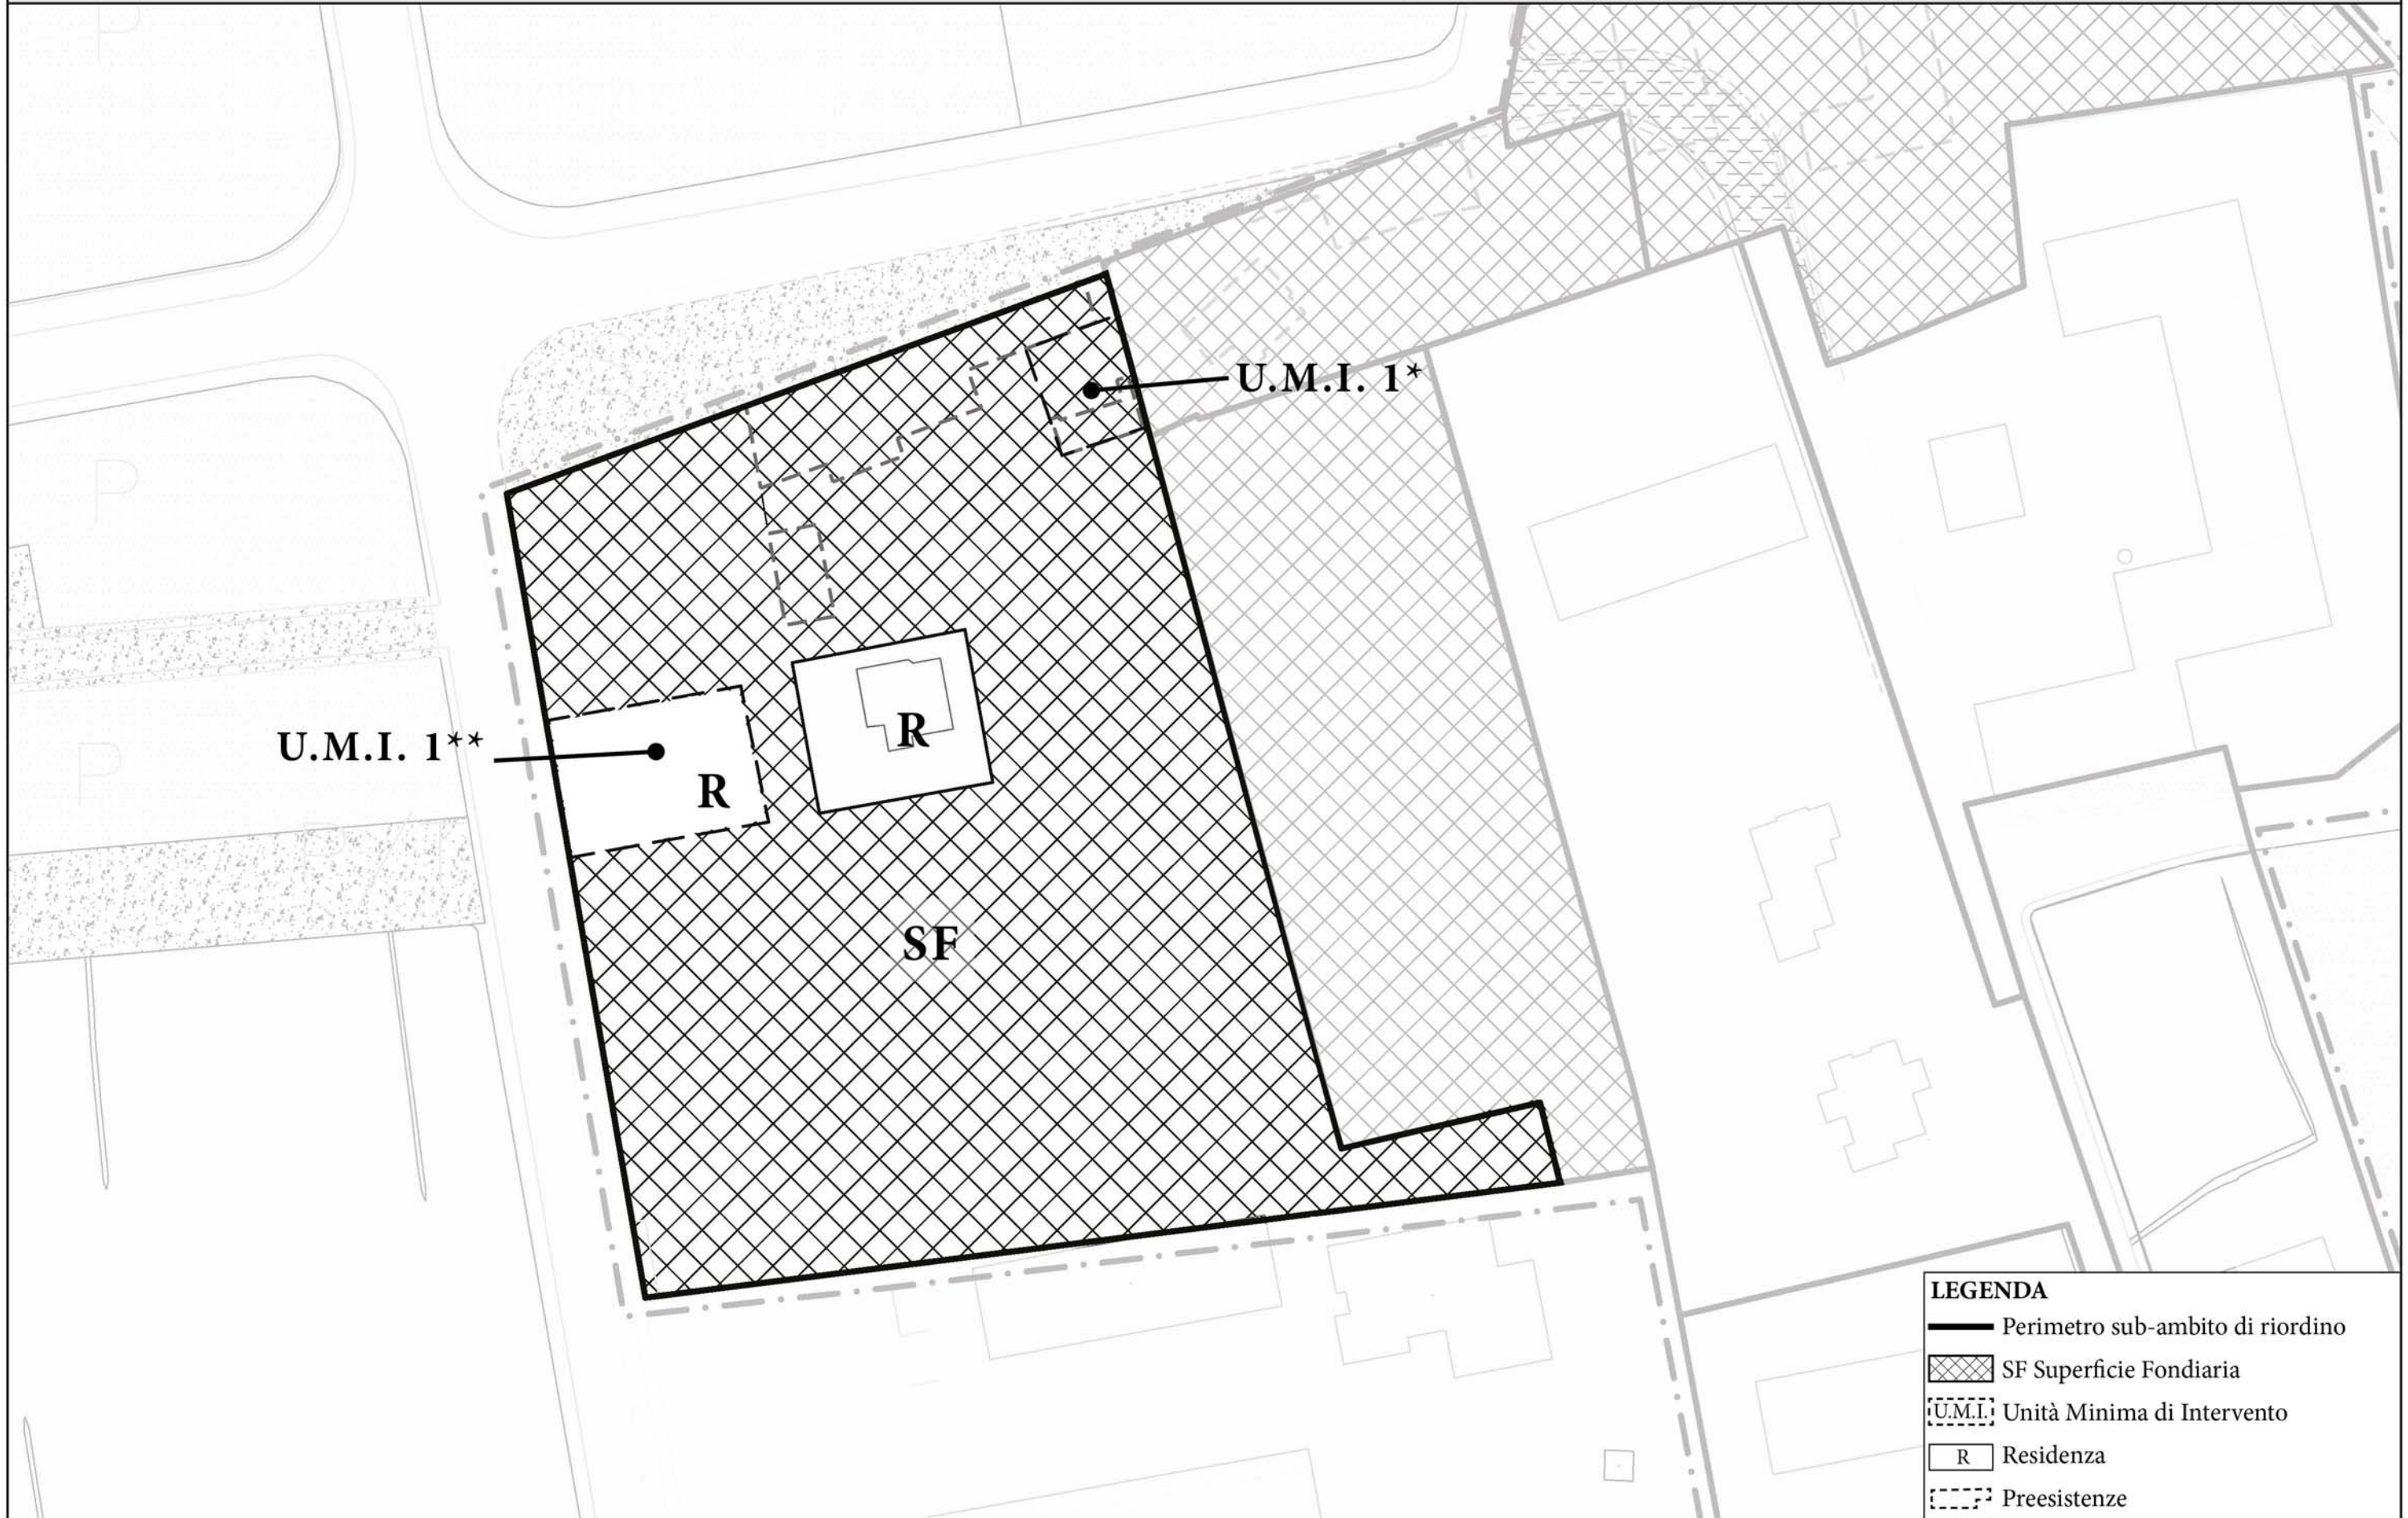 P
U.M.I. 1*
P
R
U.M.I. 1**
P
R
SF
LEGENDA
Perimetro sub-ambito di riordino
SF Superficie Fondiaria
U.M.I. Unità Minima di Intervento
R Residenza
Preesistenze